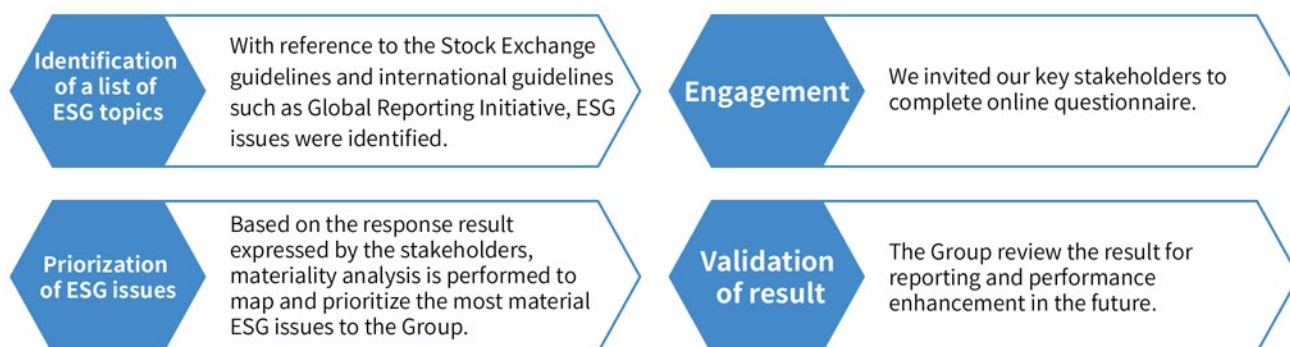 Identification
of a list of
ESG topics
With reference to the Stock Exchange
guidelines and international guidelines
such as Global Reporting Initiative, ESG
issues were identified.
Engagement
We invited our key stakeholders to
complete online questionnaire.
Priorization
of ESG issues
Based on the response result
expressed by the stakeholders,
materiality analysis is performed to
map and prioritize the most material
ESG issues to the Group.
Validation
of result
The Group review the result for
reporting and performance
enhancement in the future.